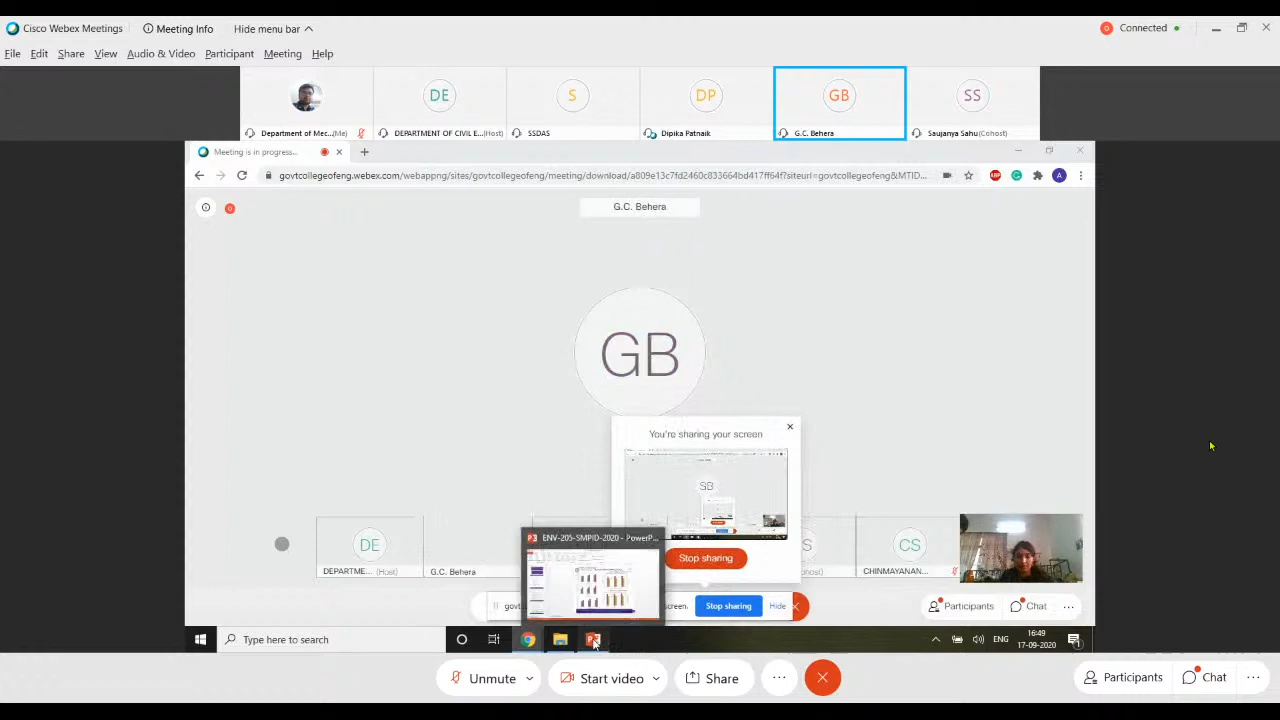 Cisco Webex Meetings Meeting Info Hide menu bar Connected
File Edit Share View Audio & Video Participant Meeting Help
DE S DP GB SS
Department of Mec... (Me) DEPARTMENT OF CIVIL E... (Host) SSDAS Dipika Patnaik G.C. Behera Saujanya Sahu (Cohost)
Meeting is in progress...
govtcollegeofeng.webex.com/webappng/sites/govtcollegeofeng/meeting/download/a809e13c7fd2460c833664bd417ff64f?siteurl=govtcollegeofeng&MTID... ABP A
G.C. Behera
GB
You're sharing your screen
ENV-205-SMPID-2020 - PowerP...
DE S CS
Stop sharing
DEPARTME... (Host) G.C. Behera CHINMAYANAN...
govt screen. Stop sharing Hide Participants Chat
Type here to search ENG 16:49
17-09-2020
Unmute Start video Share Participants Chat